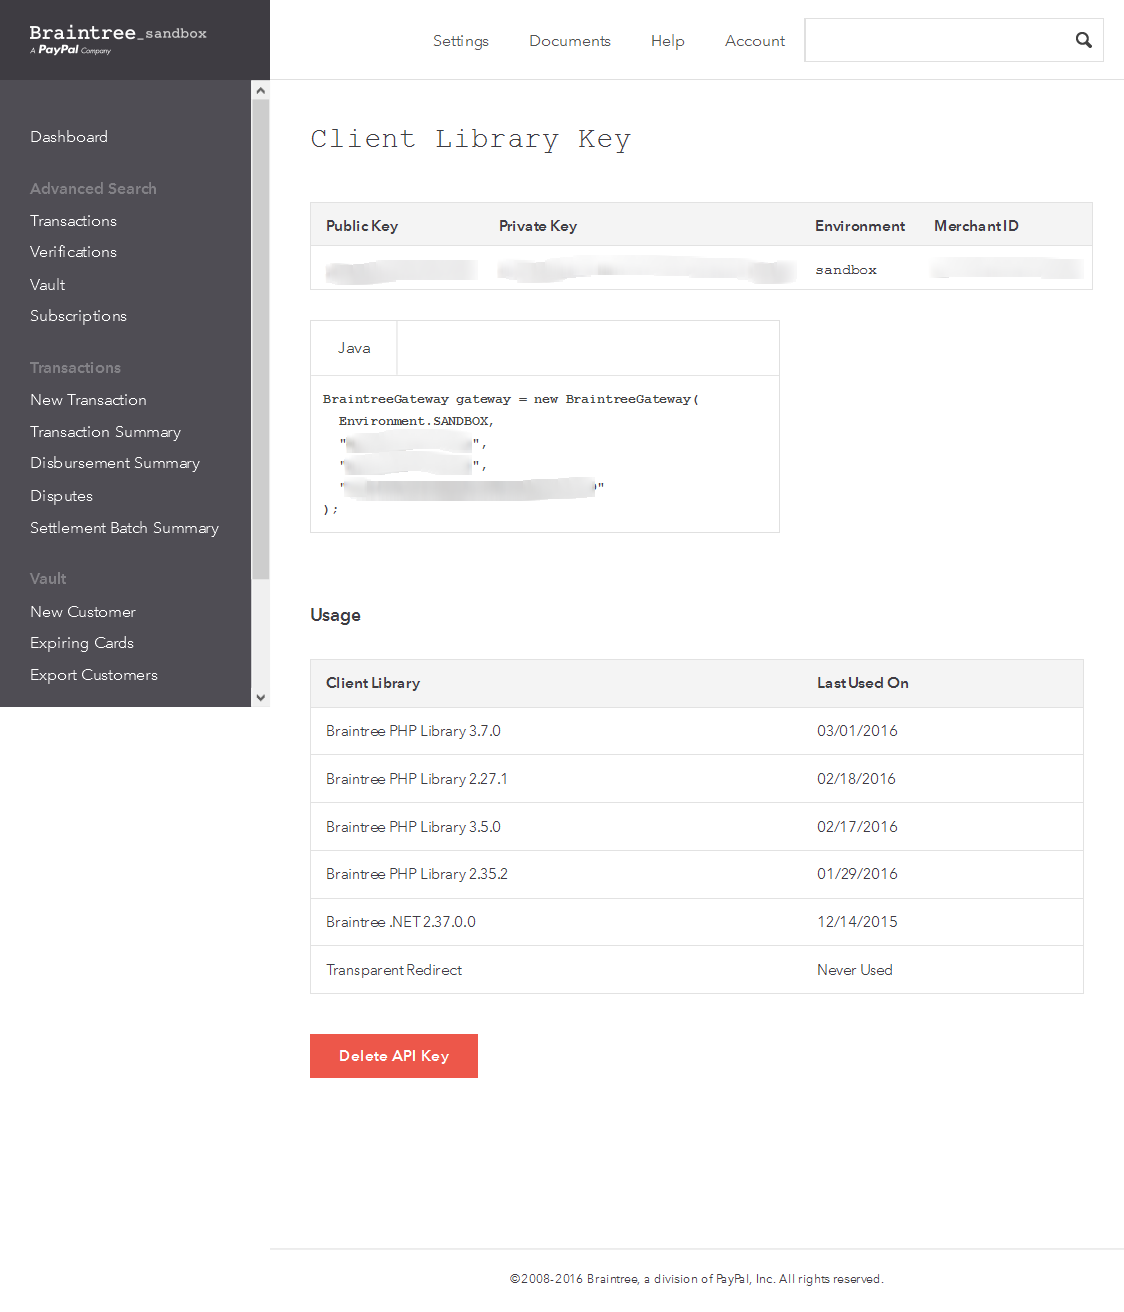 Braintree_sandbox
A PayPal Company
Settings
Documents
Help
Account
Dashboard
Advanced Search
Transactions
Verifications
Vault
Subscriptions
Transactions
New Transaction
Transaction Summary
Disbursement Summary
Disputes
Settlement Batch Summary
Vault
New Customer
Expiring Cards
Export Customers
Client Library Key
Public Key Private Key Environment Merchant ID
sandbox
Java
BraintreeGateway gateway = new BraintreeGateway(
Environment.SANDBOX,
"",
"",
""
);
Usage
Client Library Last Used On
Braintree PHP Library 3.7.0 03/01/2016
Braintree PHP Library 2.27.1 02/18/2016
Braintree PHP Library 3.5.0 02/17/2016
Braintree PHP Library 2.35.2 01/29/2016
Braintree .NET 2.37.0.0 12/14/2015
Transparent Redirect Never Used
Delete API Key
©2008-2016 Braintree, a division of PayPal, Inc. All rights reserved.